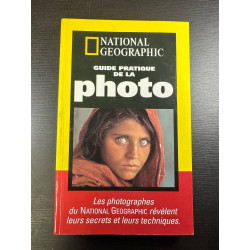 NATIONAL
GEOGRAPHIC
GUIDE PRATIQUE
DE LA
photo
Les photographes
du NATIONAL GEOGRAPHIC révèlent
leurs secrets et leurs techniques.